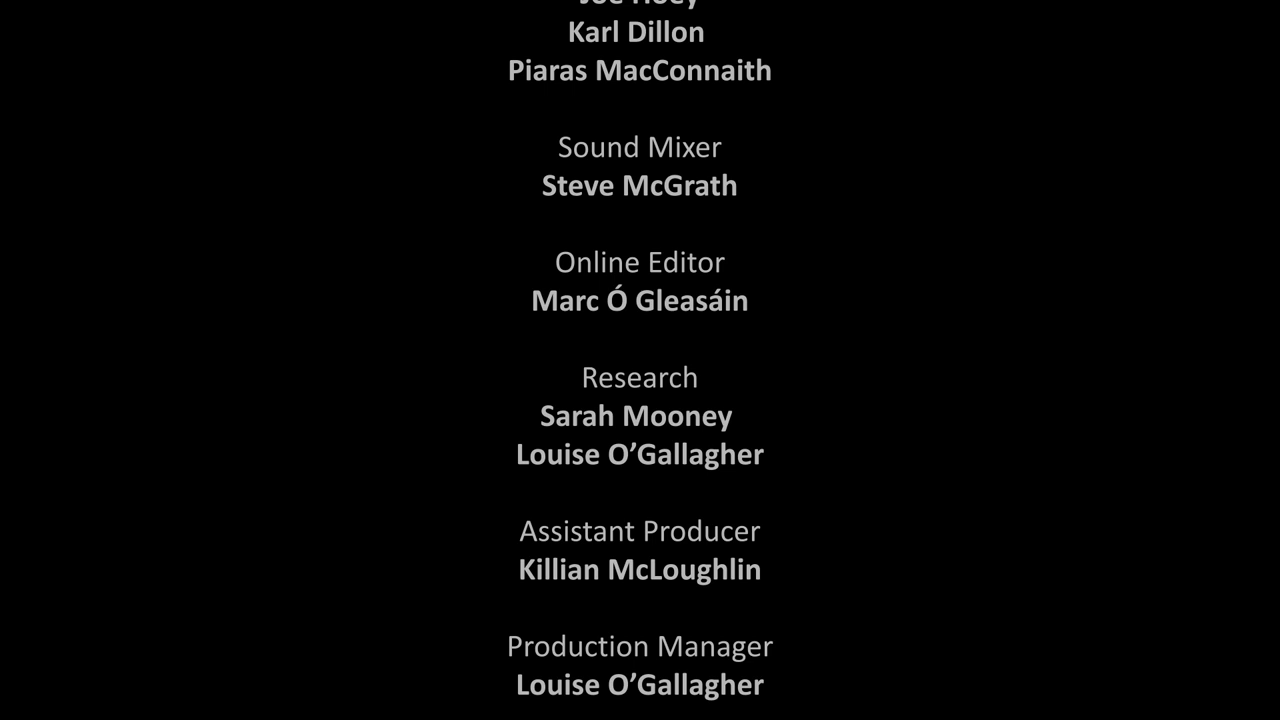 Karl Dillon
Piaras MacConnaith
Sound Mixer
Steve McGrath
Online Editor
Marc Ó Gleasáin
Research
Sarah Mooney
Louise O’Gallagher
Assistant Producer
Killian McLoughlin
Production Manager
Louise O’Gallagher